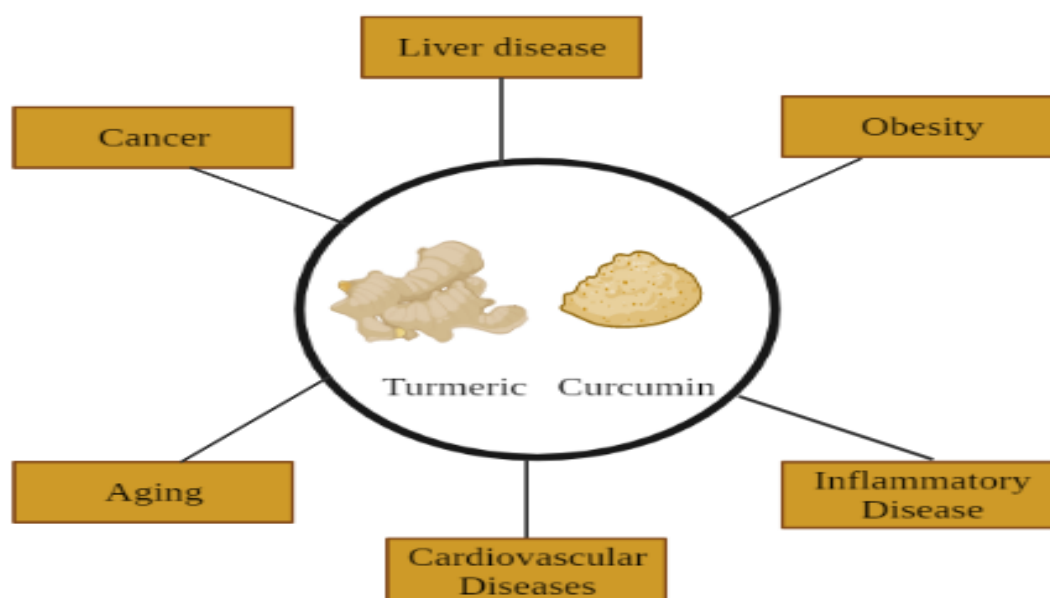 Liver disease
Cancer
Obesity
Turmeric Curcumin
Aging
Inflammatory
Disease
Cardiovascular
Diseases